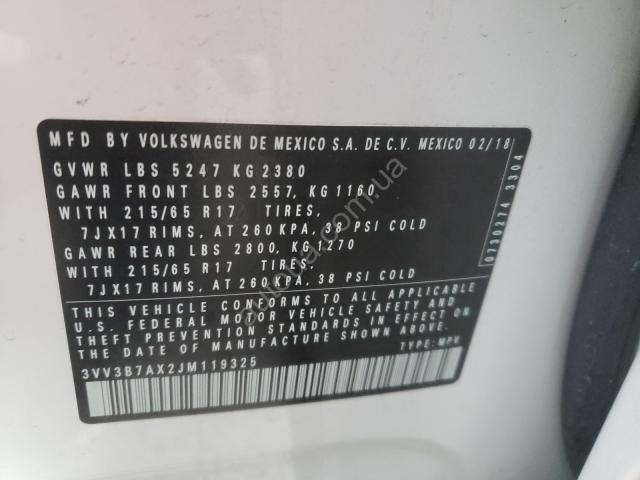 MFD BY VOLKSWAGEN DE MEXICO S.A. DE C.V. MEXICO 02/18
GVWR LBS 5247 KG 2380
GAWR FRONT LBS 2557, KG 1160
WITH 215/65 R17 TIRES,
7JX17 RIMS, AT 260KPA, 38 PSI COLD
GAWR REAR LBS 2800, KG 1270
WITH 215/65 R17 TIRES,
7JX17 RIMS, AT 260KPA, 38 PSI COLD
THIS VEHICLE CONFORMS TO ALL APPLICABLE
U.S. FEDERAL MOTOR VEHICLE SAFETY AND
THEFT PREVENTION STANDARDS IN EFFECT ON
THE DATE OF MANUFACTURE SHOWN ABOVE.
3VV3B7AX2JM119325 TYPE: MPV
0730274 3304